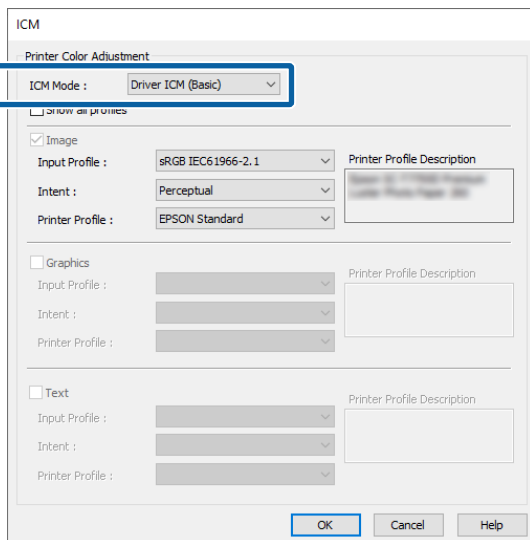 ICM
Printer Color Adjustment
ICM Mode : Driver ICM (Basic)
Show all profiles
Image
Input Profile : sRGB IEC61966-2.1 Printer Profile Description
Intent : Perceptual
Printer Profile : EPSON Standard
Graphics
Input Profile : Printer Profile Description
Intent :
Printer Profile :
Text
Input Profile : Printer Profile Description
Intent :
Printer Profile :
OK Cancel Help